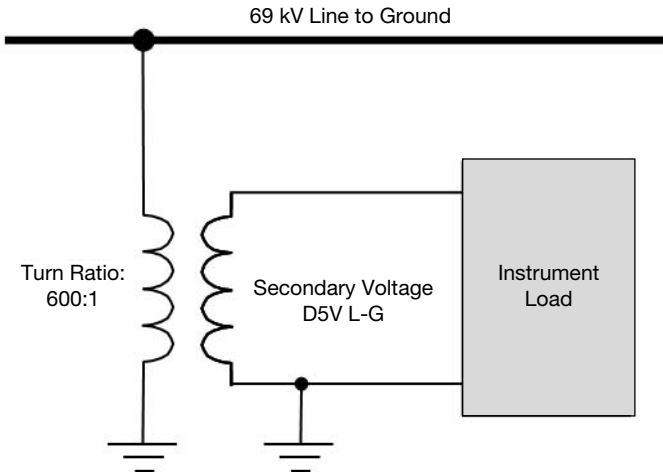 69 kV Line to Ground
Turn Ratio:
600:1
Secondary Voltage
D5V L-G
Instrument
Load